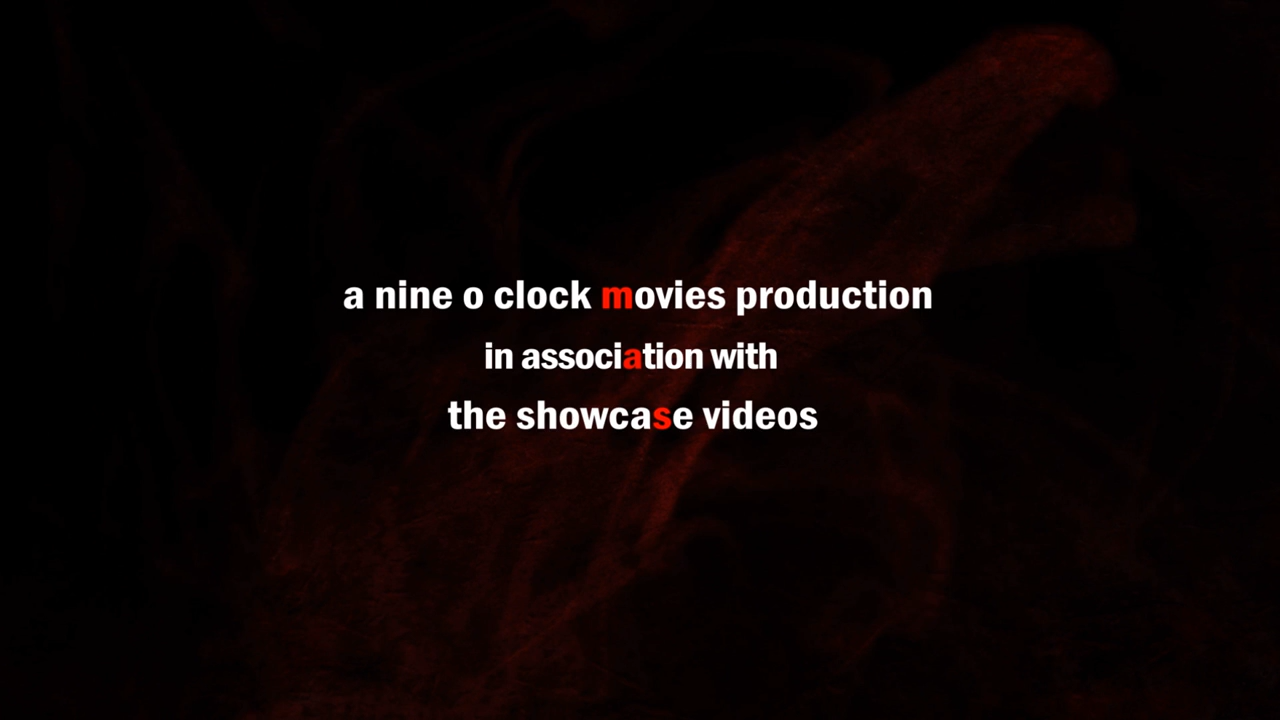 a nine o clock movies production
in association with
the showcase videos